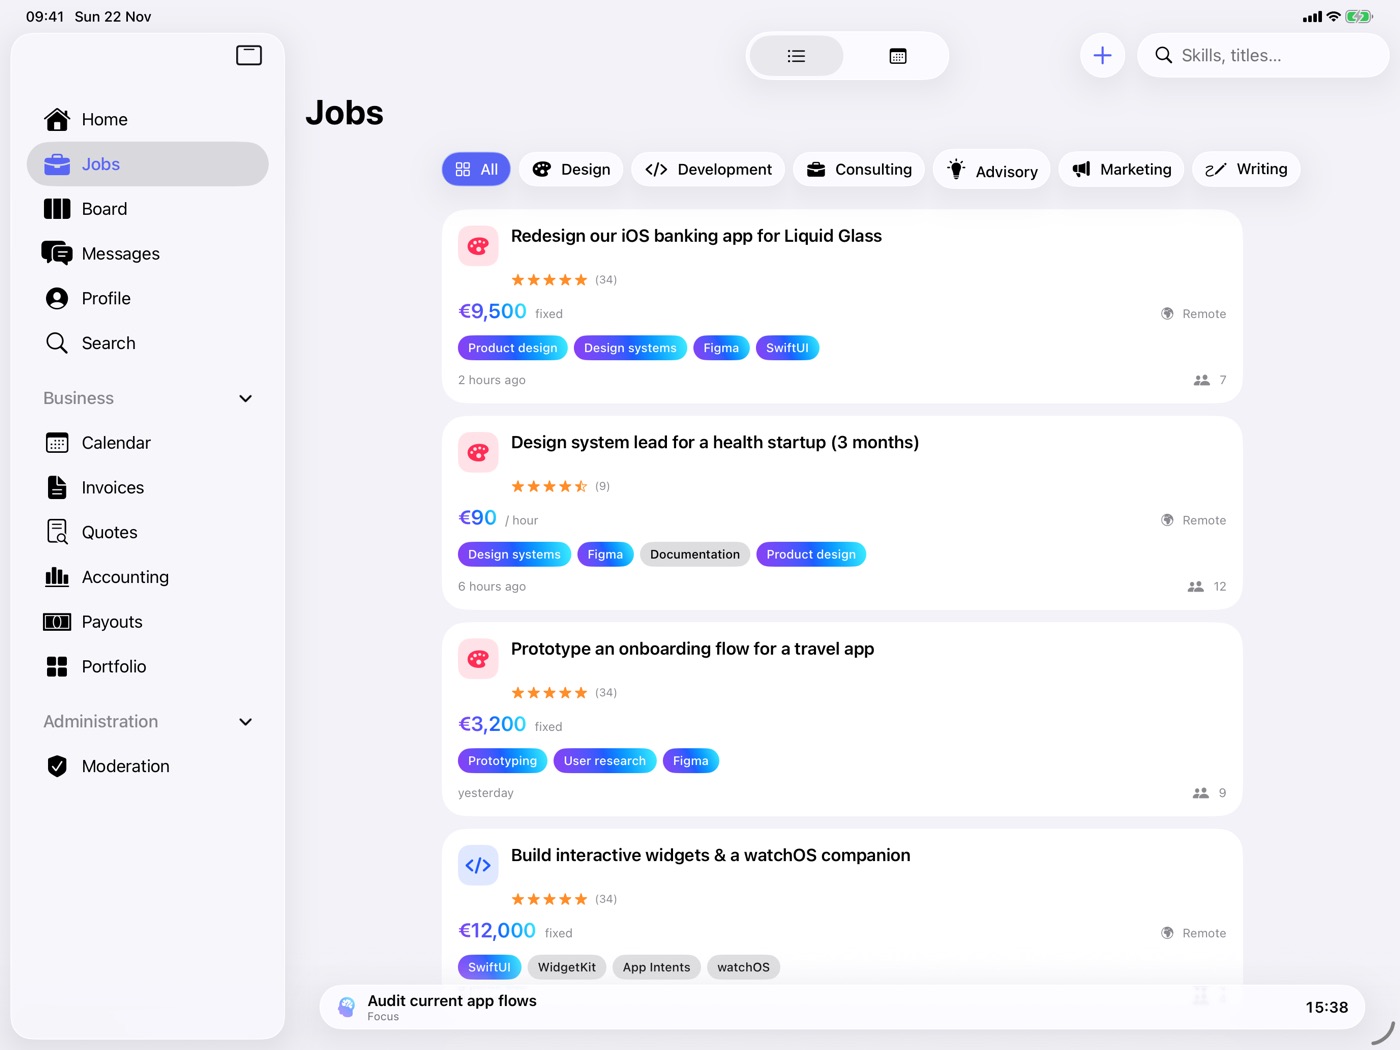 09:41 Sun 22 Nov
Skills, titles...
Home
Jobs
Board
Messages
Profile
Search
Business
Calendar
Invoices
Quotes
Accounting
Payouts
Portfolio
Administration
Moderation
Jobs
All
Design
Development
Consulting
Advisory
Marketing
Writing
Redesign our iOS banking app for Liquid Glass
(34)
€9,500 fixed
Remote
Product design Design systems Figma SwiftUI
2 hours ago
7
Design system lead for a health startup (3 months)
(9)
€90 / hour
Remote
Design systems Figma Documentation Product design
6 hours ago
12
Prototype an onboarding flow for a travel app
(34)
€3,200 fixed
Prototyping User research Figma
yesterday
9
Build interactive widgets & a watchOS companion
(34)
€12,000 fixed
Remote
SwiftUI WidgetKit App Intents watchOS
Audit current app flows
Focus
15:38